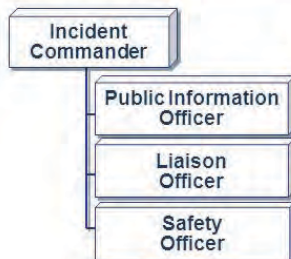 Incident
Commander
Public Information
Officer
Liaison
Officer
Safety
Officer